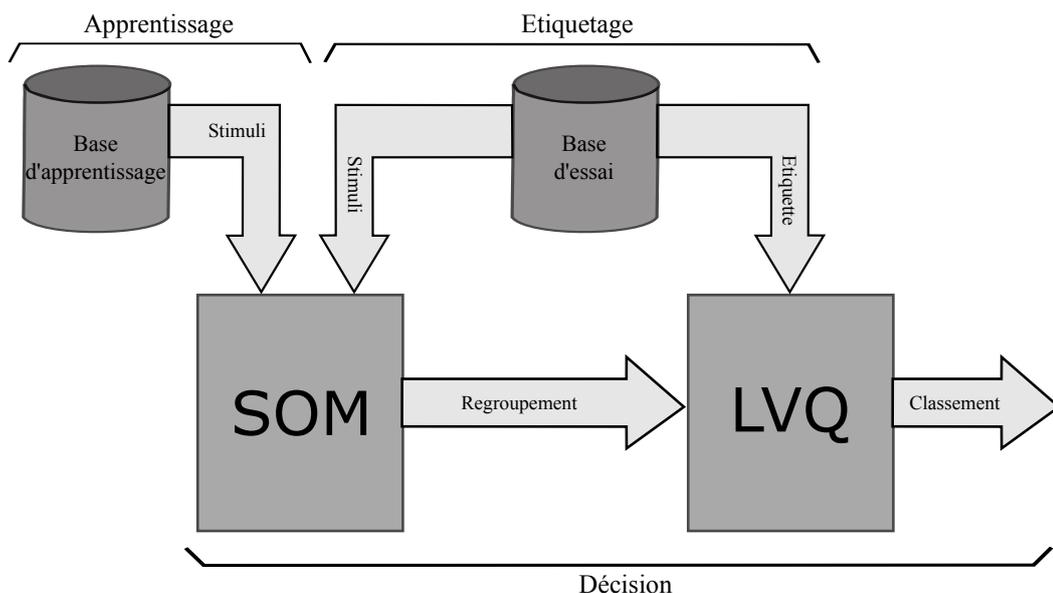 Apprentissage
Etiquetage
Base
d'apprentissage
Stimuli
Stimuli
Base
d'essai
Etiquette
SOM
Regroupement
LVQ
Classement
Décision